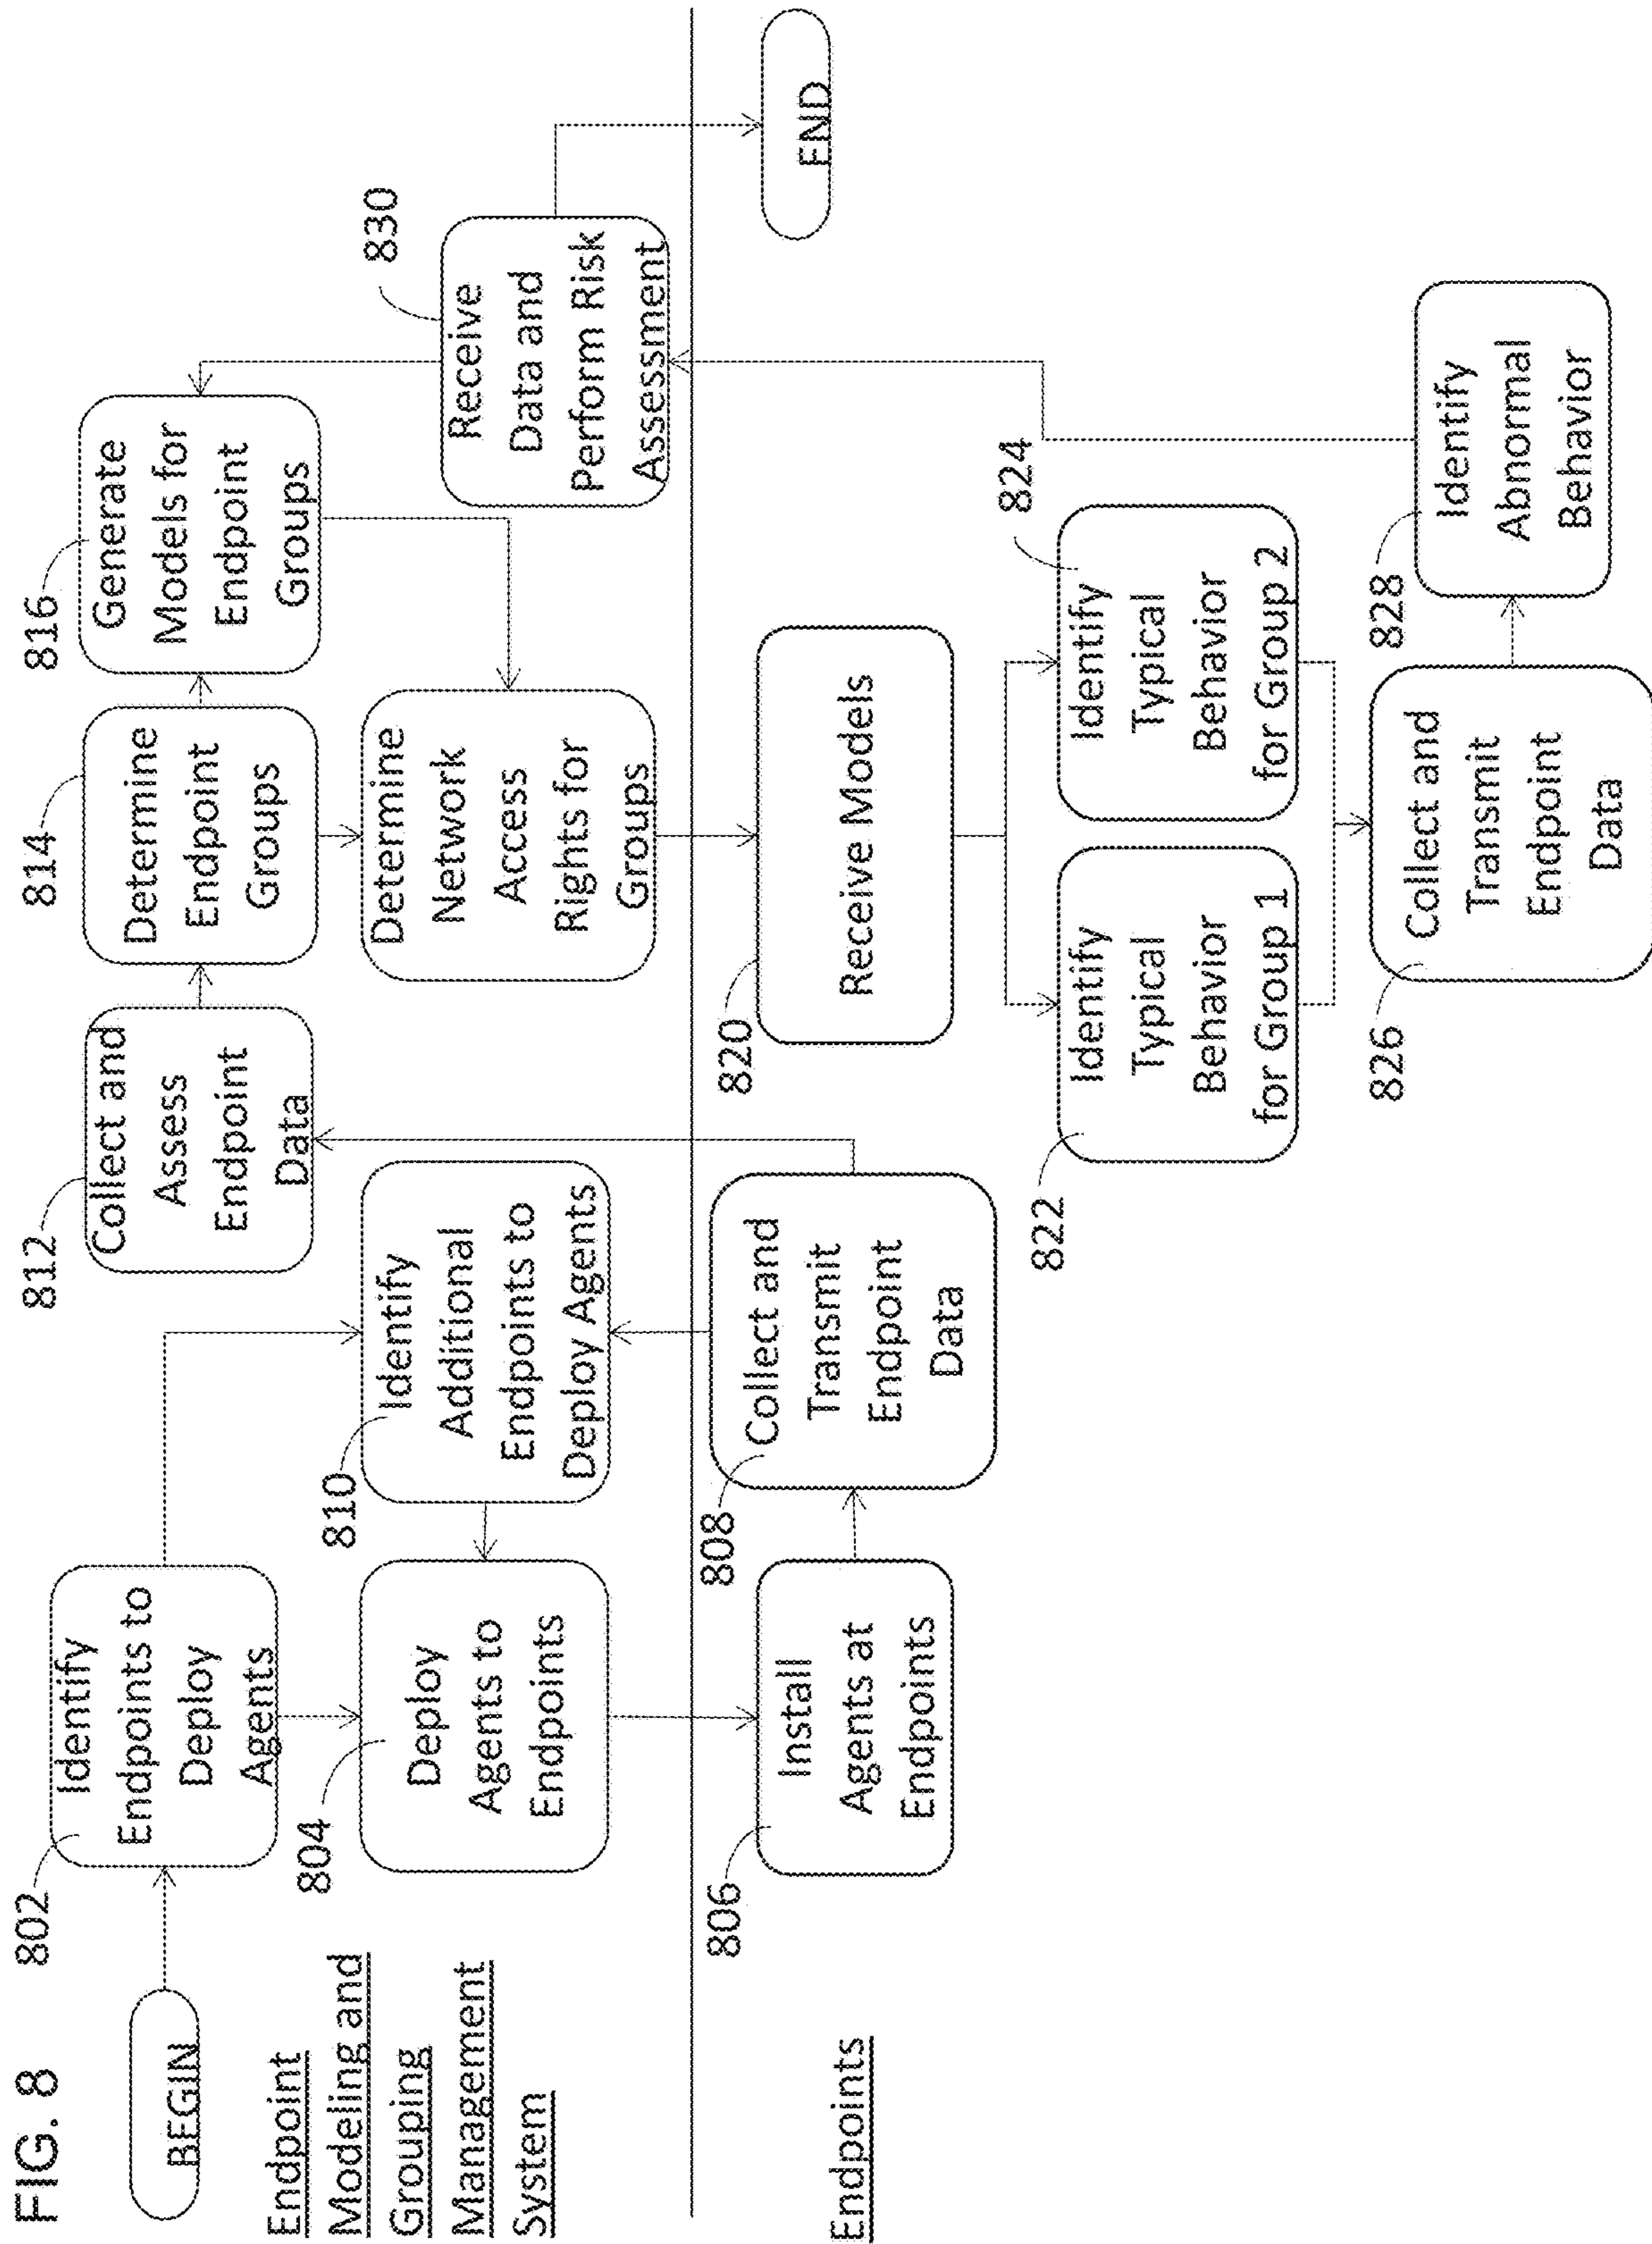 FIG. 8
BEGIN
802
Identify
Endpoints to
Deploy
Agents
804
Deploy
Agents to
Endpoints
810
Identify
Additional
Endpoints to
Deploy Agents
812
Collect and
Assess
Endpoint
Data
814
Determine
Endpoint
Groups
816
Generate
Models for
Endpoint
Groups
Determine
Network
Access
Rights for
Groups
830
Receive
Data and
Perform Risk
Assessment
Endpoint
Modeling and
Grouping
Management
System
Endpoints
806
Install
Agents at
Endpoints
808
Collect and
Transmit
Endpoint
Data
820
Receive Models
822
Identify
Typical
Behavior
for Group 1
824
Identify
Typical
Behavior
for Group 2
826
Collect and
Transmit
Endpoint
Data
828
Identify
Abnormal
Behavior
END